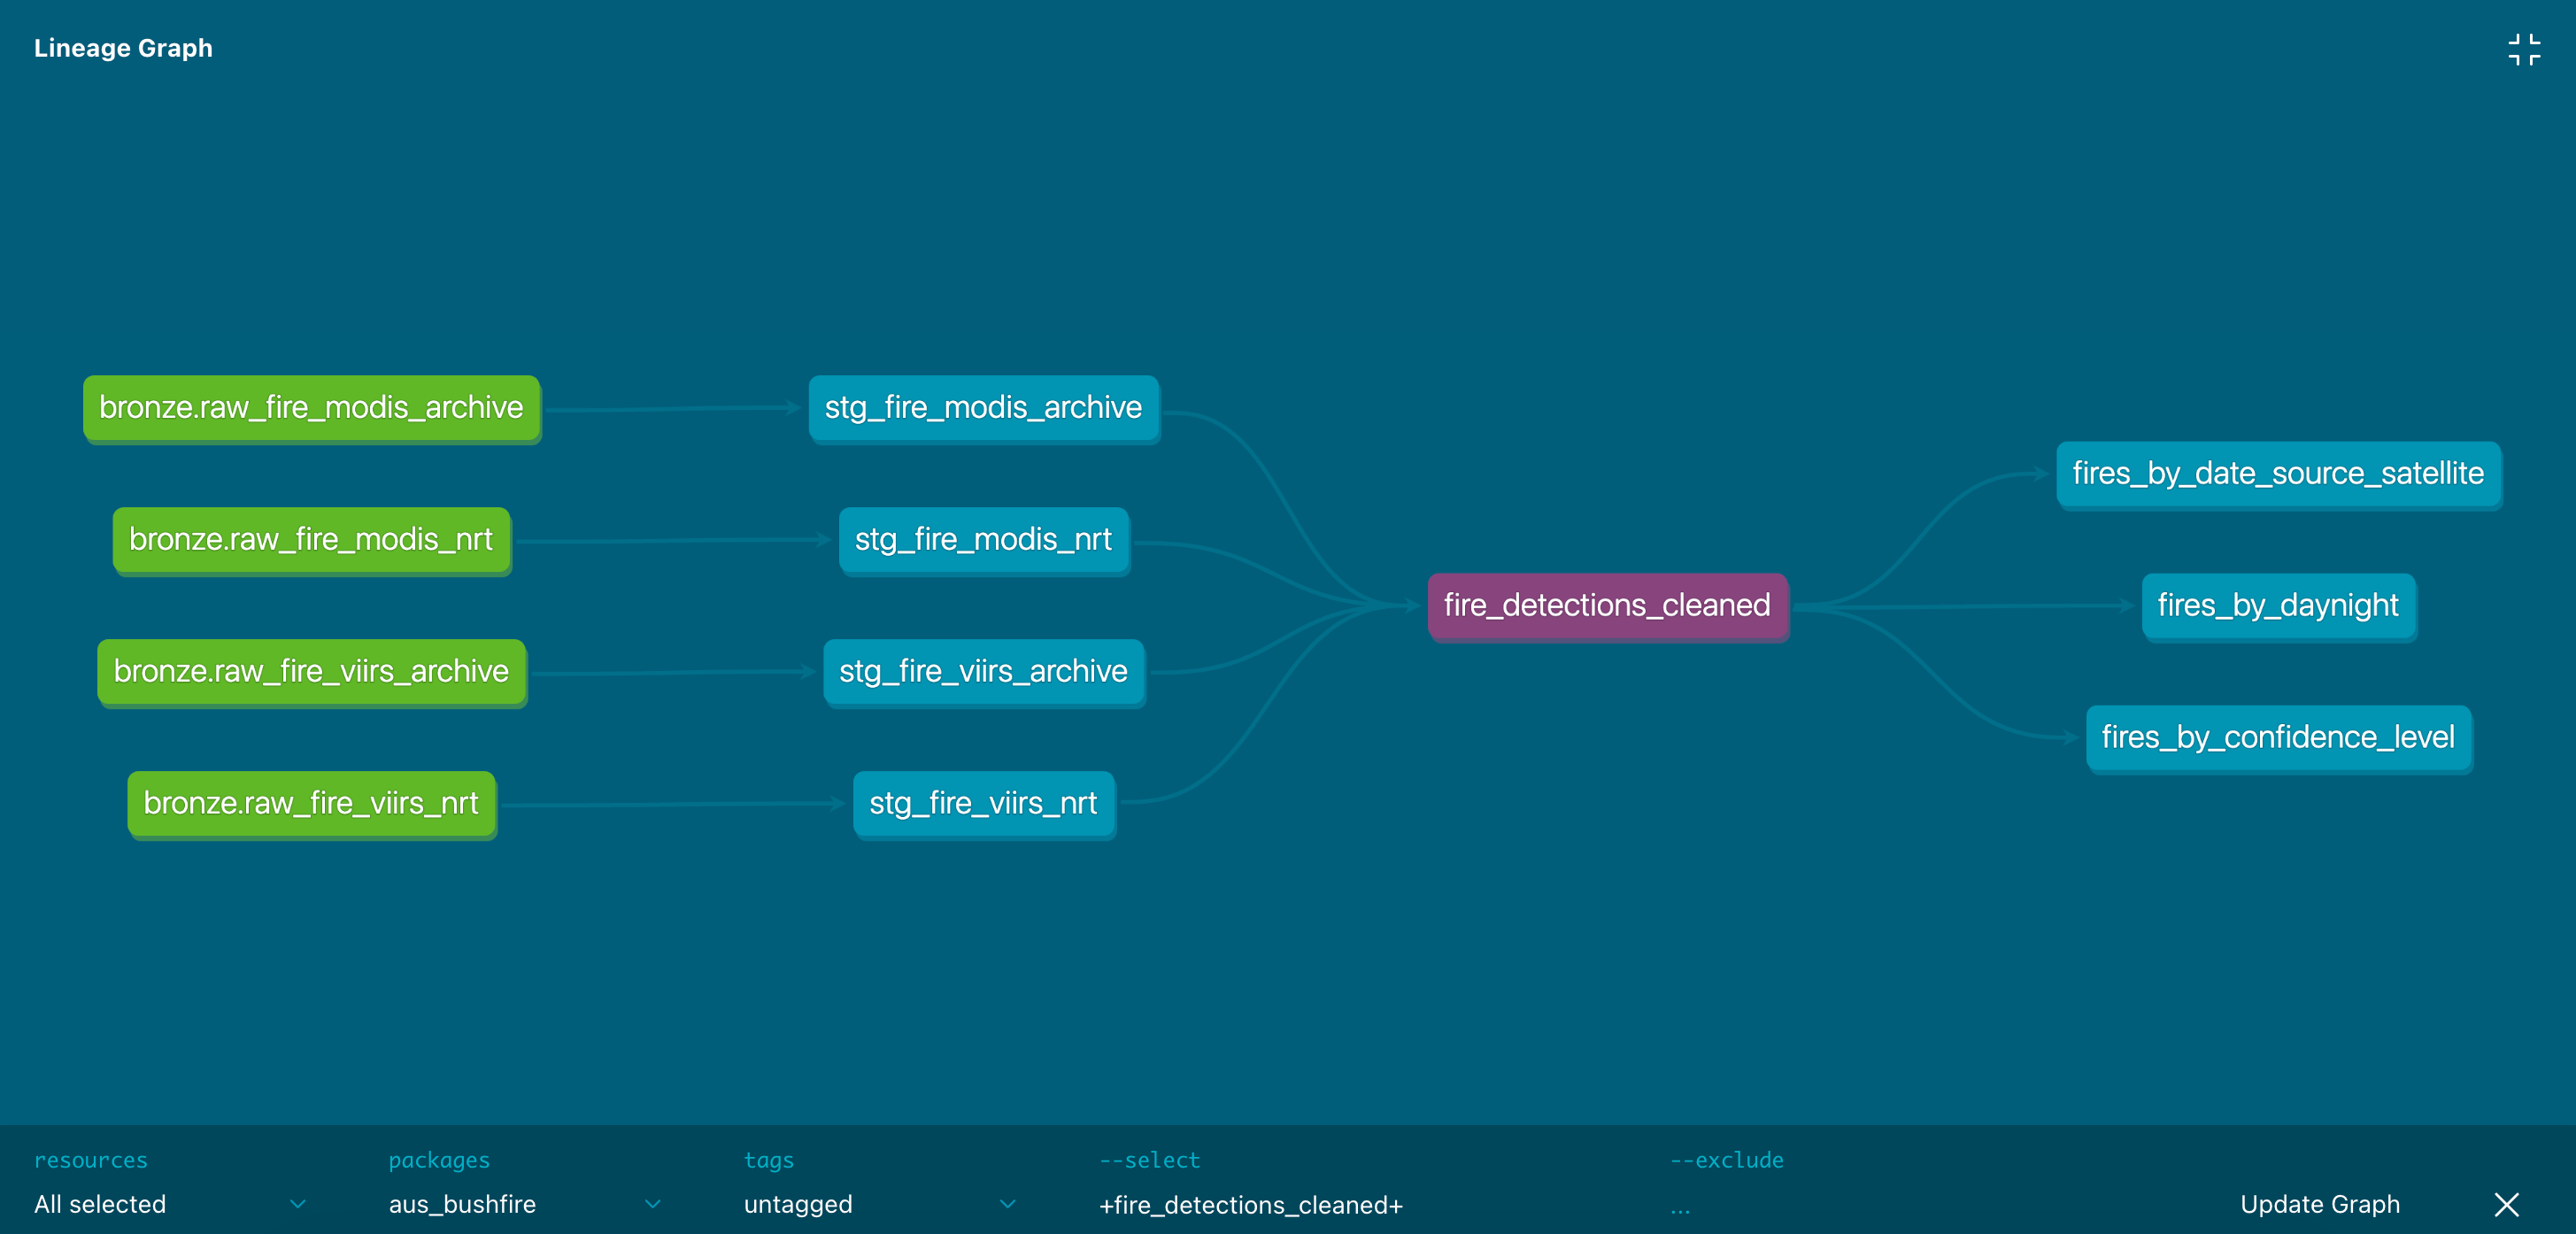 Lineage Graph
bronze.raw_fire_modis_archive
stg_fire_modis_archive
fires_by_date_source_satellite
bronze.raw_fire_modis_nrt
stg_fire_modis_nrt
fire_detections_cleaned
fires_by_daynight
bronze.raw_fire_viirs_archive
stg_fire_viirs_archive
fires_by_confidence_level
bronze.raw_fire_viirs_nrt
stg_fire_viirs_nrt
resources
packages
tags
--select
--exclude
All selected
aus_bushfire
untagged
+fire_detections_cleaned+
...
Update Graph